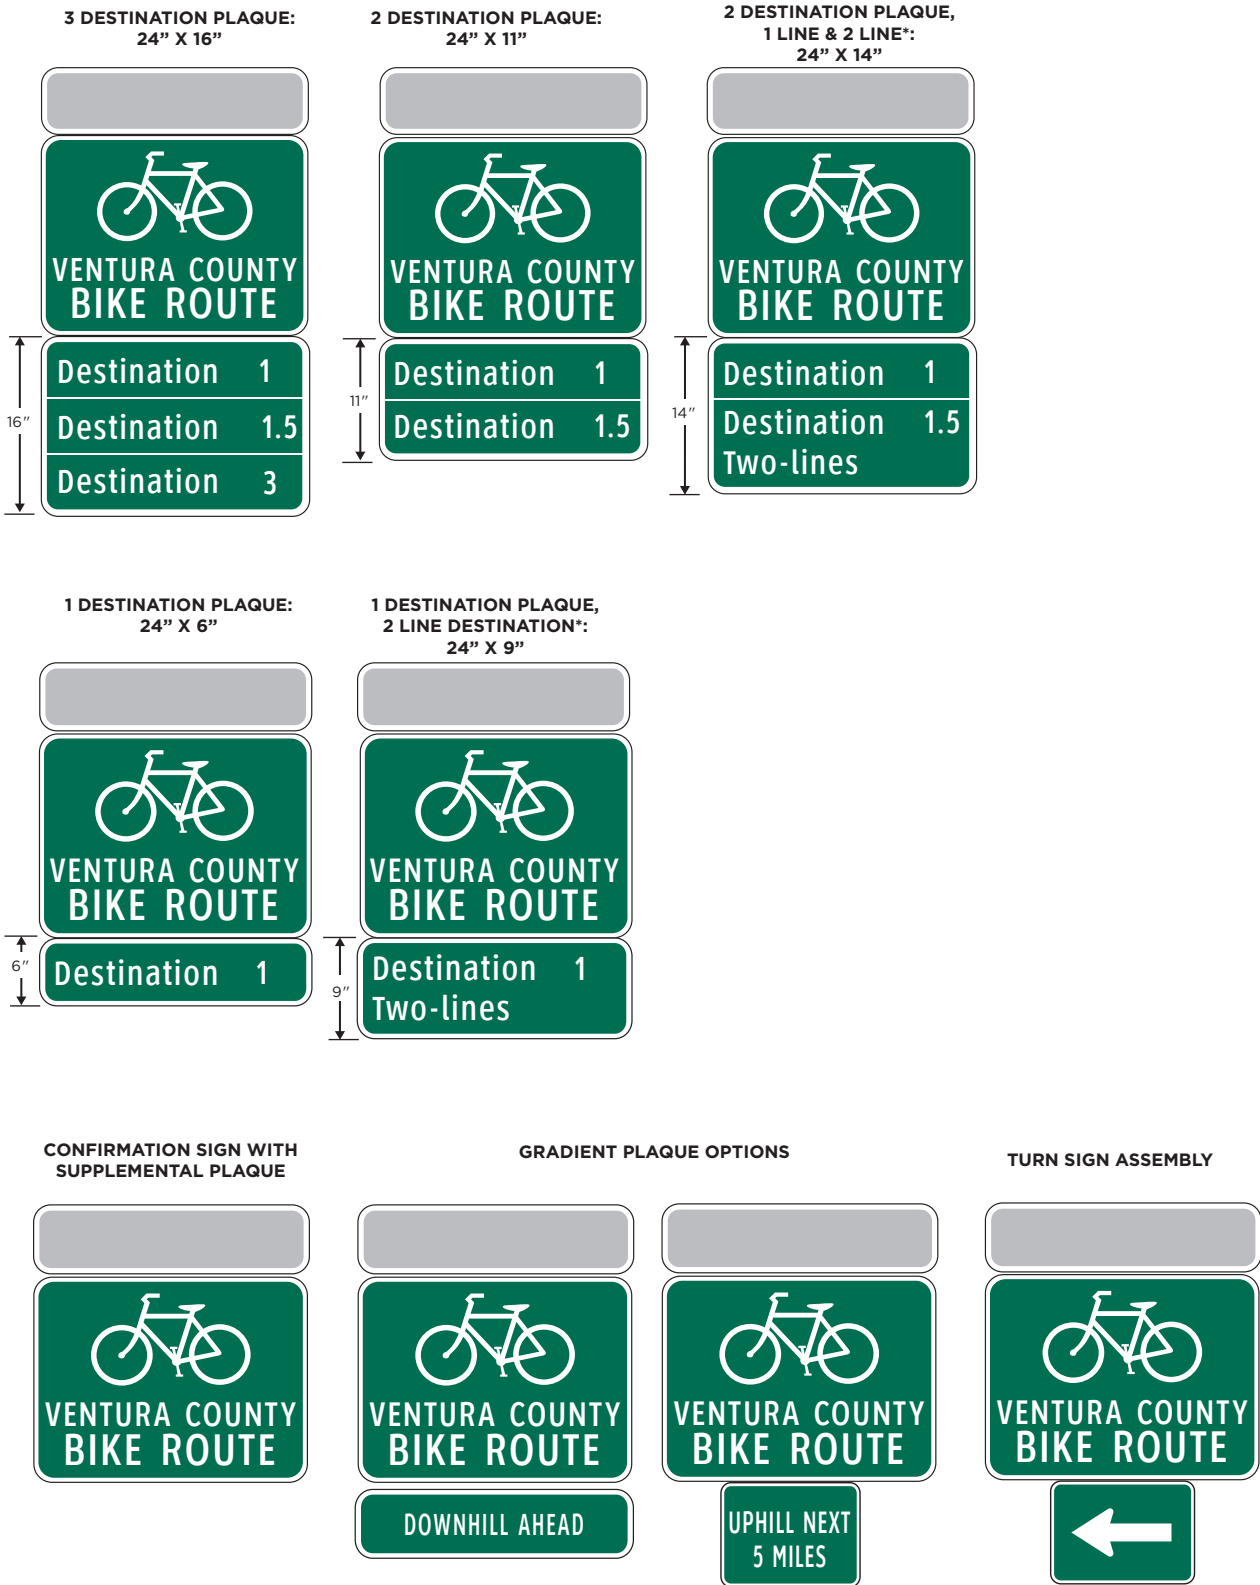 3 DESTINATION PLAQUE:
24” X 16”
VENTURA COUNTY
BIKE ROUTE
16”
Destination 1
Destination 1.5
Destination 3
2 DESTINATION PLAQUE:
24” X 11”
VENTURA COUNTY
BIKE ROUTE
11”
Destination 1
Destination 1.5
2 DESTINATION PLAQUE,
1 LINE & 2 LINE*:
24” X 14”
VENTURA COUNTY
BIKE ROUTE
14”
Destination 1
Destination 1.5
Two-lines
1 DESTINATION PLAQUE:
24” X 6”
VENTURA COUNTY
BIKE ROUTE
6”
Destination 1
1 DESTINATION PLAQUE,
2 LINE DESTINATION*:
24” X 9”
VENTURA COUNTY
BIKE ROUTE
9”
Destination 1
Two-lines
CONFIRMATION SIGN WITH
SUPPLEMENTAL PLAQUE
VENTURA COUNTY
BIKE ROUTE
GRADIENT PLAQUE OPTIONS
VENTURA COUNTY
BIKE ROUTE
DOWNHILL AHEAD
VENTURA COUNTY
BIKE ROUTE
UPHILL NEXT
5 MILES
TURN SIGN ASSEMBLY
VENTURA COUNTY
BIKE ROUTE